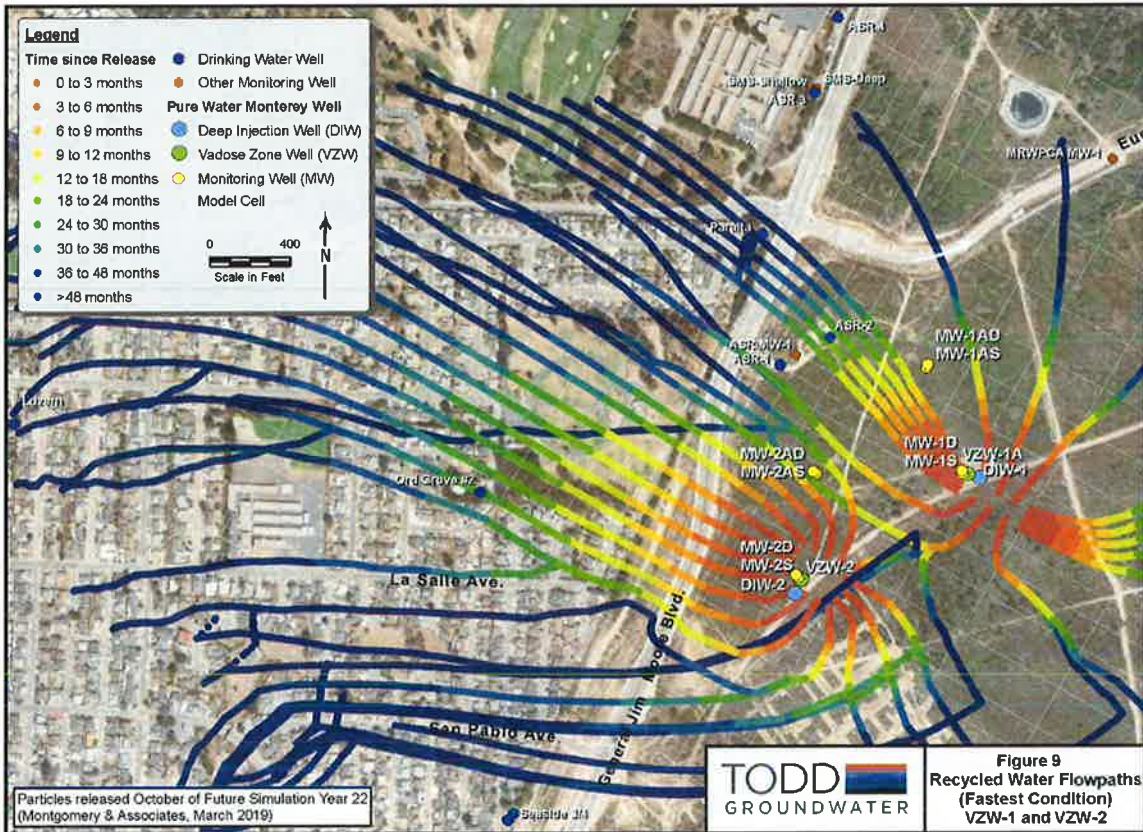 Legend
Time since Release
0 to 3 months
3 to 6 months
6 to 9 months
9 to 12 months
12 to 18 months
18 to 24 months
24 to 30 months
30 to 36 months
36 to 48 months
>48 months
Drinking Water Well
Other Monitoring Well
Pure Water Monterey Well
Deep Injection Well (DIW)
Vadose Zone Well (VZW)
Monitoring Well (MW)
Model Cell
0 400
Scale in Feet
N
ASR 4
SMS-Shallow
SMS-Deep
ASR 3
MRWPCA MW-1
Eu
Paralta
ASR-2
ASR MW-1
ASR-1
MW-1AD
MW-1AS
Luzern
MW-1D
MW-1S
VZW-1A
DIW-1
MW-2AD
MW-2AS
Ord Grove #2
MW-2D
MW-2S
VZW-2
DIW-2
La Salle Ave.
General Jim Moore Blvd.
San Pablo Ave.
Seaside 3/4
Particles released October of Future Simulation Year 22
(Montgomery & Associates, March 2019)
TODD
GROUNDWATER
Figure 9
Recycled Water Flowpaths
(Fastest Condition)
VZW-1 and VZW-2